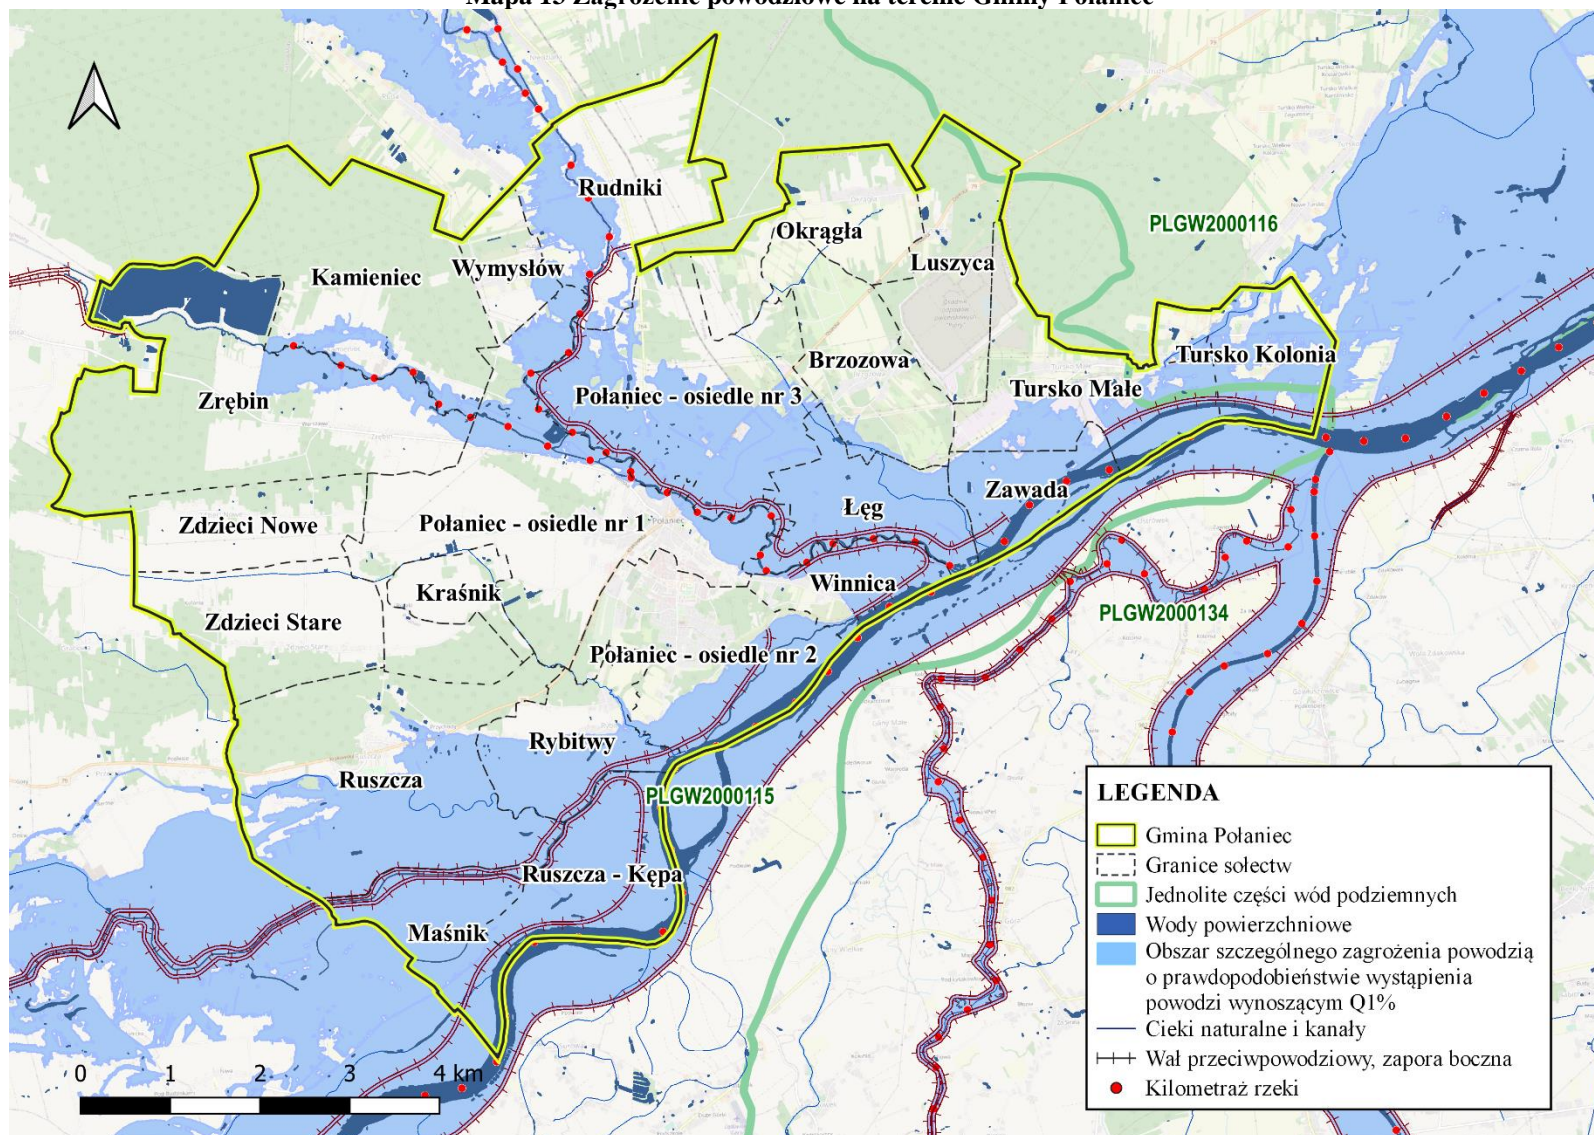 Mapa 15 Zagrożenie powodziowe na terenie Gminy Połaniec
Rudniki
Okrągła
PLGW2000116
Kamieniec
Wymysłów
Luszyca
Brzozowa
Tursko Kolonia
Tursko Małe
Zrębin
Połaniec - osiedle nr 3
Zawada
Łęg
Zdzieci Nowe
Połaniec - osiedle nr 1
Winnica
Kraśnik
PLGW2000134
Zdzieci Stare
Połaniec - osiedle nr 2
Rybitwy
Ruszcza
PLGW2000115
Ruszcza - Kępa
Maśnik
0 1 2 3 4 km
LEGENDA
Gmina Połaniec
Granice sołectw
Jednolite części wód podziemnych
Wody powierzchniowe
Obszar szczególnego zagrożenia powodzią
o prawdopodobieństwie wystąpienia
powodzi wynoszącym Q1%
Cieki naturalne i kanały
Wał przeciwpowodziowy, zapora boczna
Kilometraż rzeki